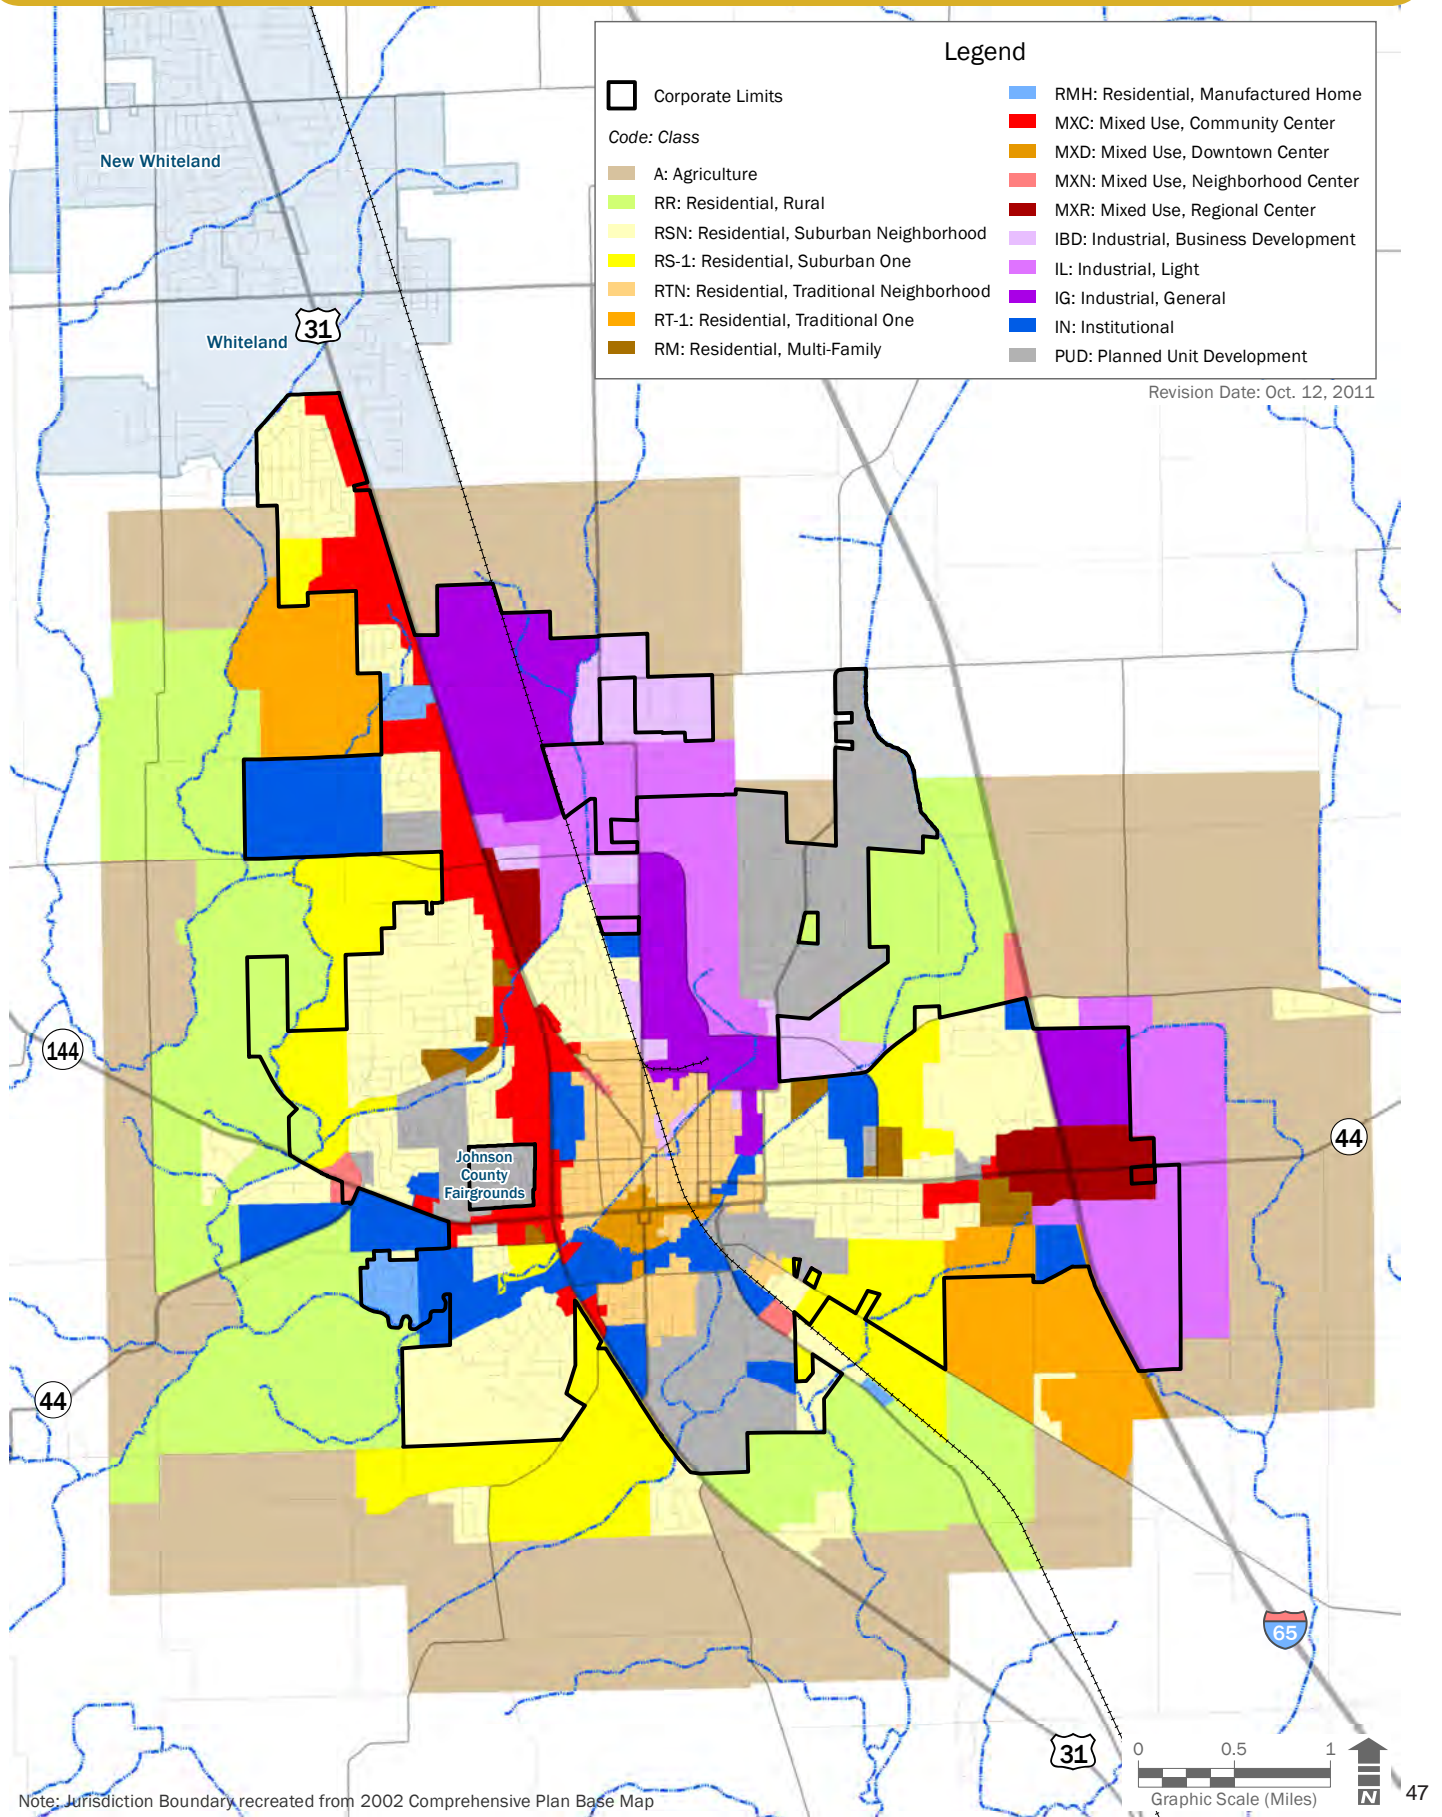 Legend
Corporate Limits
Code: Class
A: Agriculture
RR: Residential, Rural
RSN: Residential, Suburban Neighborhood
RS-1: Residential, Suburban One
RTN: Residential, Traditional Neighborhood
RT-1: Residential, Traditional One
RM: Residential, Multi-Family
RMH: Residential, Manufactured Home
MXC: Mixed Use, Community Center
MXD: Mixed Use, Downtown Center
MXN: Mixed Use, Neighborhood Center
MXR: Mixed Use, Regional Center
IBD: Industrial, Business Development
IL: Industrial, Light
IG: Industrial, General
IN: Institutional
PUD: Planned Unit Development
Revision Date: Oct. 12, 2011
New Whiteland
31
Whiteland
144
44
Johnson
County
Fairgrounds
44
65
31
0 0.5 1
Graphic Scale (Miles)
N
47
Note: Jurisdiction Boundary recreated from 2002 Comprehensive Plan Base Map